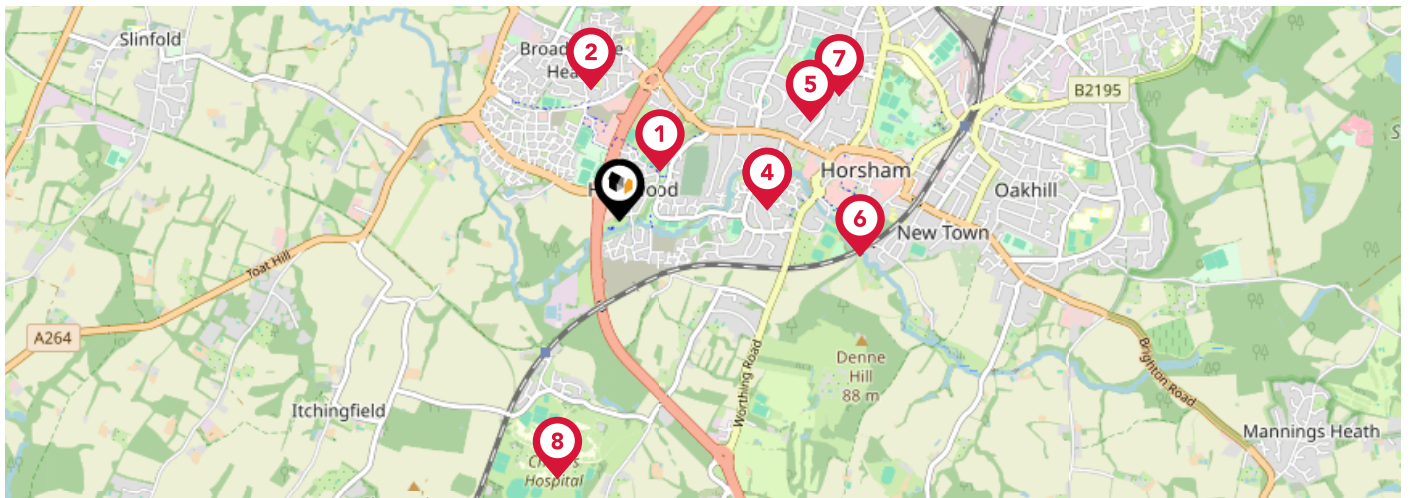 Slinfold
2
7
5
B2195
1
4
Horsham
Oakhill
6
New Town
Toat Hill
A264
Denne
Hill
88 m
Worthing Road
Brighton Road
Itchingfield
Mannings Heath
8
Hospital